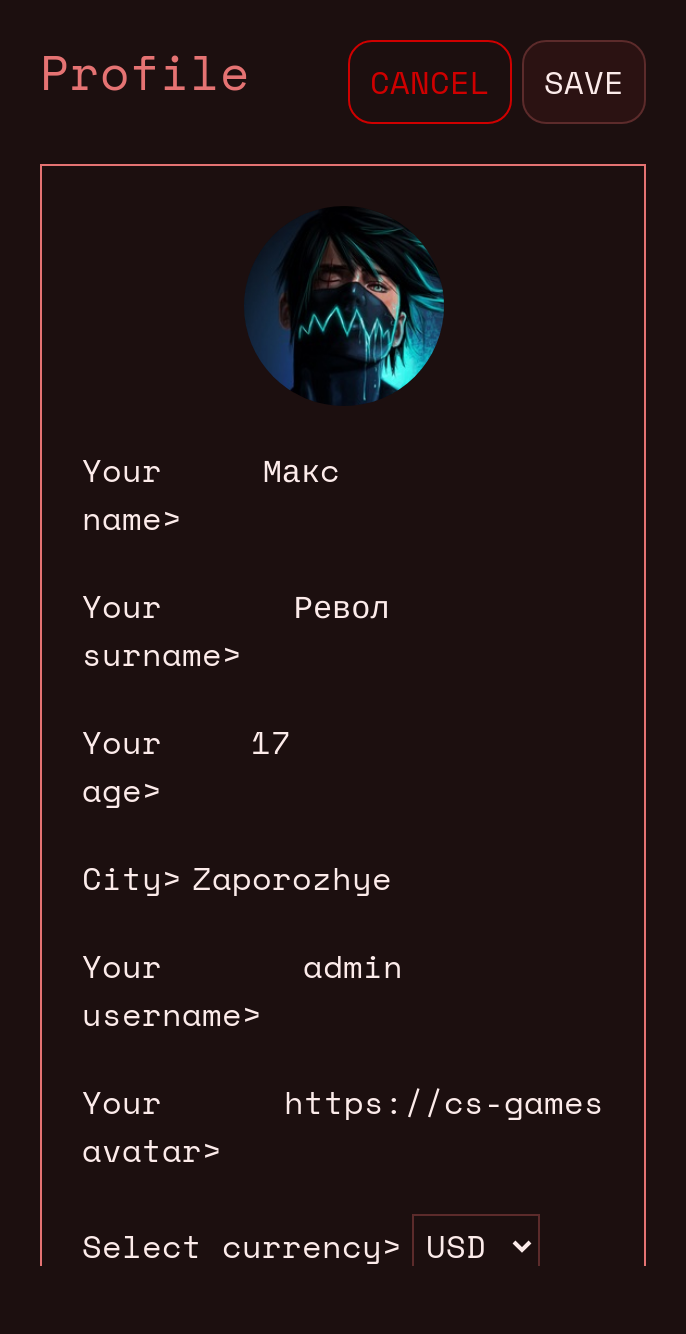 Profile
CANCEL SAVE
Your Макс
name>
Your Револ
surname>
Your 17
age>
City> Zaporozhye
Your admin
username>
Your https://cs-games
avatar>
Select currency> USD